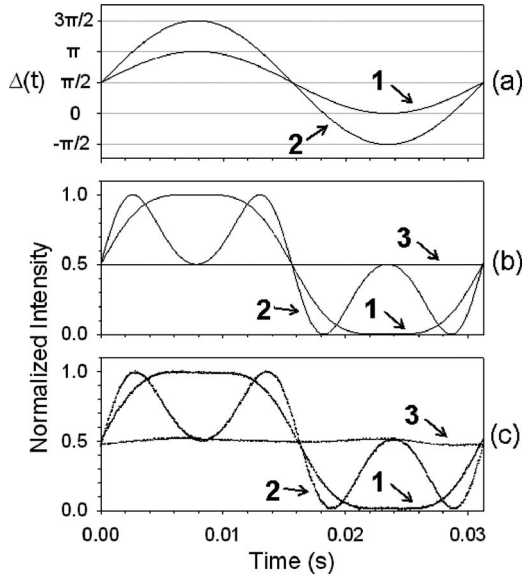 3π/2
π
Δ(t) π/2
0
-π/2
1
2
(a)
1.0
0.5
0.0
3
2
1
(b)
Normalized Intensity
1.0
0.5
0.0
3
2
1
(c)
0.00 0.01 0.02 0.03
Time (s)